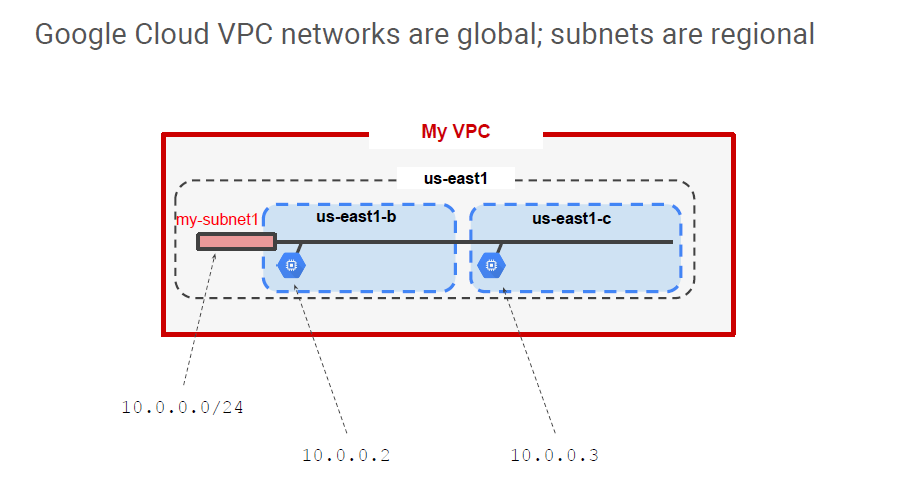 Google Cloud VPC networks are global; subnets are regional
My VPC
us-east1
my-subnet1
us-east1-b
us-east1-c
10.0.0.0/24
10.0.0.2
10.0.0.3